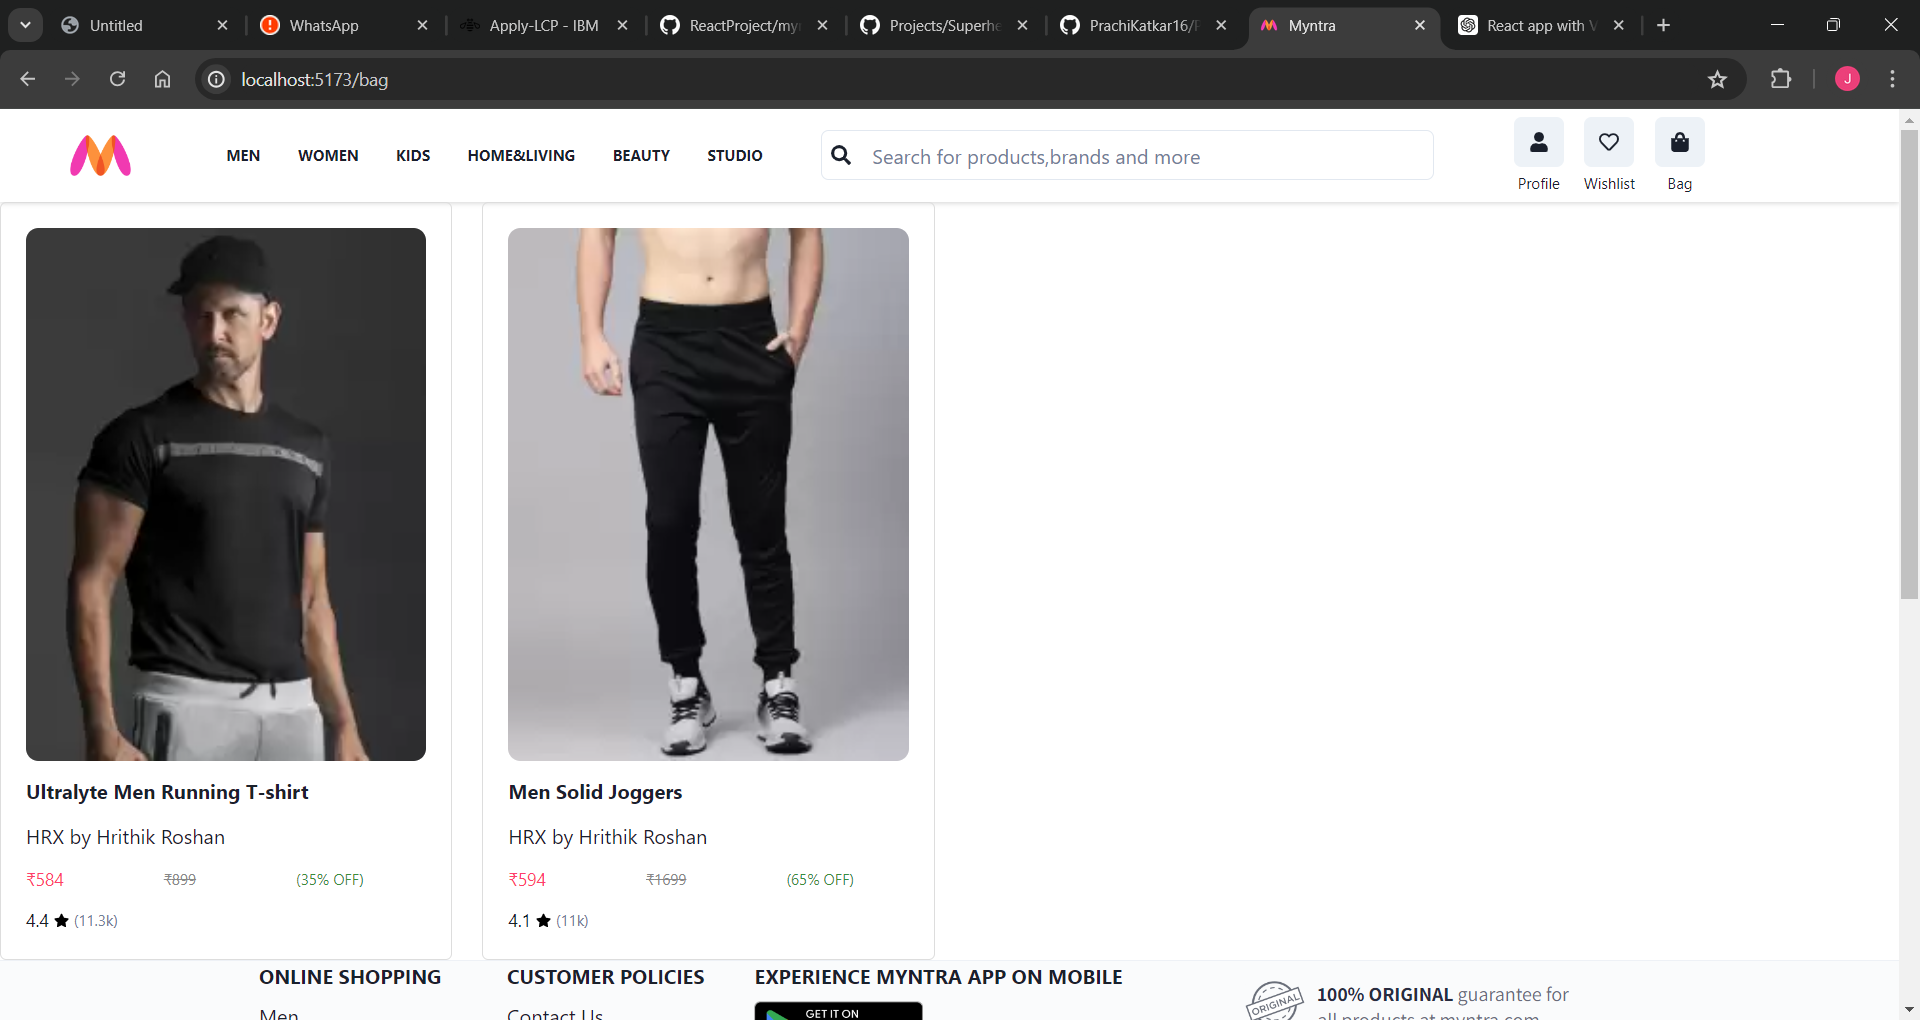 Untitled
WhatsApp
Apply-LCP - IBM
ReactProject/my
Projects/Superhe
PrachiKatkar16/
Myntra
React app with
localhost:5173/bag
J
MEN WOMEN KIDS HOME&LIVING BEAUTY STUDIO
Search for products,brands and more
Profile Wishlist Bag
Ultralyte Men Running T-shirt
HRX by Hrithik Roshan
₹584 ₹899 (35% OFF)
4.4 (11.3k)
Men Solid Joggers
HRX by Hrithik Roshan
₹594 ₹1699 (65% OFF)
4.1 (11k)
ONLINE SHOPPING
Men
CUSTOMER POLICIES
Contact Us
EXPERIENCE MYNTRA APP ON MOBILE
GET IT ON
ORIGINAL
100% ORIGINAL guarantee for
all products at myntra.com